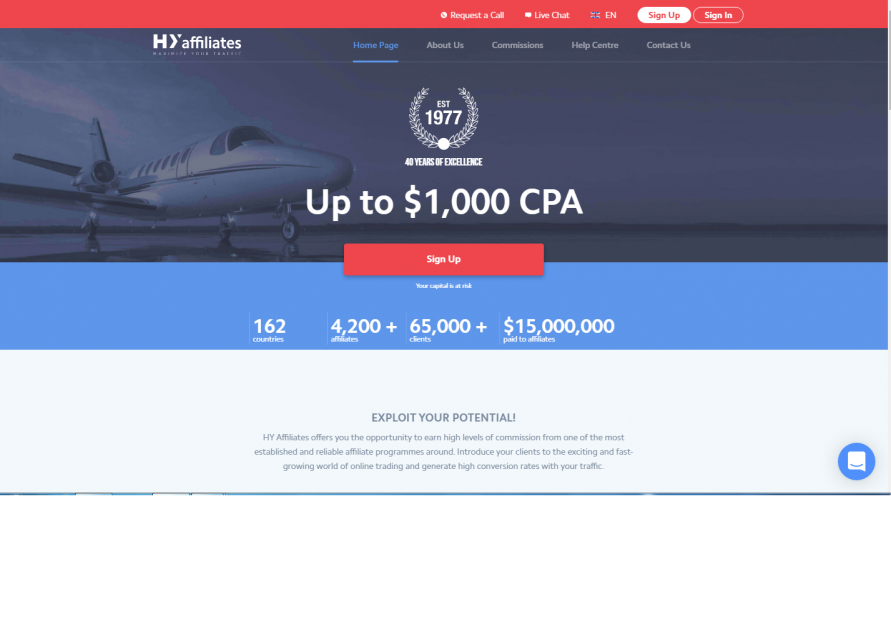 Request a Call
Live Chat
EN
Sign Up
Sign In
HY affiliates
MAXIMIZE YOUR TRAFFIC
Home Page
About Us
Commissions
Help Centre
Contact Us
EST
1977
40 YEARS OF EXCELLENCE
Up to $1,000 CPA
Sign Up
Your capital is at risk
162
countries
4,200 +
affiliates
65,000 +
clients
$15,000,000
paid to affiliates
EXPLOIT YOUR POTENTIAL!
HY Affiliates offers you the opportunity to earn high levels of commission from one of the most
established and reliable affiliate programmes around. Introduce your clients to the exciting and fast-
growing world of online trading and generate high conversion rates with your traffic.